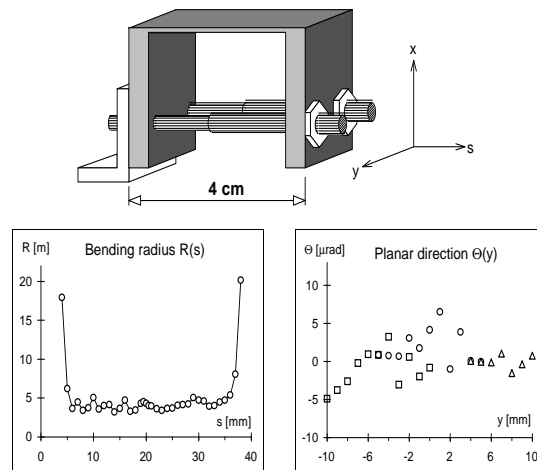 x
s
y
4 cm
R [m] Bending radius R(s)
20
15
10
5
0
0 10 20 30 40
s [mm]
Θ [μrad] Planar direction Θ(y)
10
5
0
-5
-10
-10 -6 -2 2 6 10
y [mm]